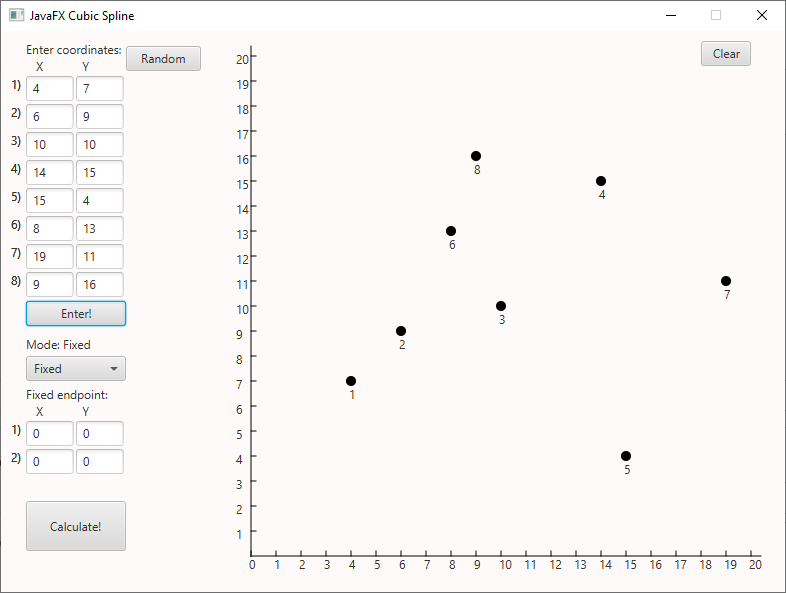 JavaFX Cubic Spline
Enter coordinates:
Random
Clear
X Y
1) 4 7
2) 6 9
3) 10 10
4) 14 15
5) 15 4
6) 8 13
7) 19 11
8) 9 16
Enter!
Mode: Fixed
Fixed
Fixed endpoint:
X Y
1) 0 0
2) 0 0
Calculate!
20
19
18
17
16
15
14
13
12
11
10
9
8
7
6
5
4
3
2
1
8
4
6
7
3
2
1
5
0 1 2 3 4 5 6 7 8 9 10 11 12 13 14 15 16 17 18 19 20